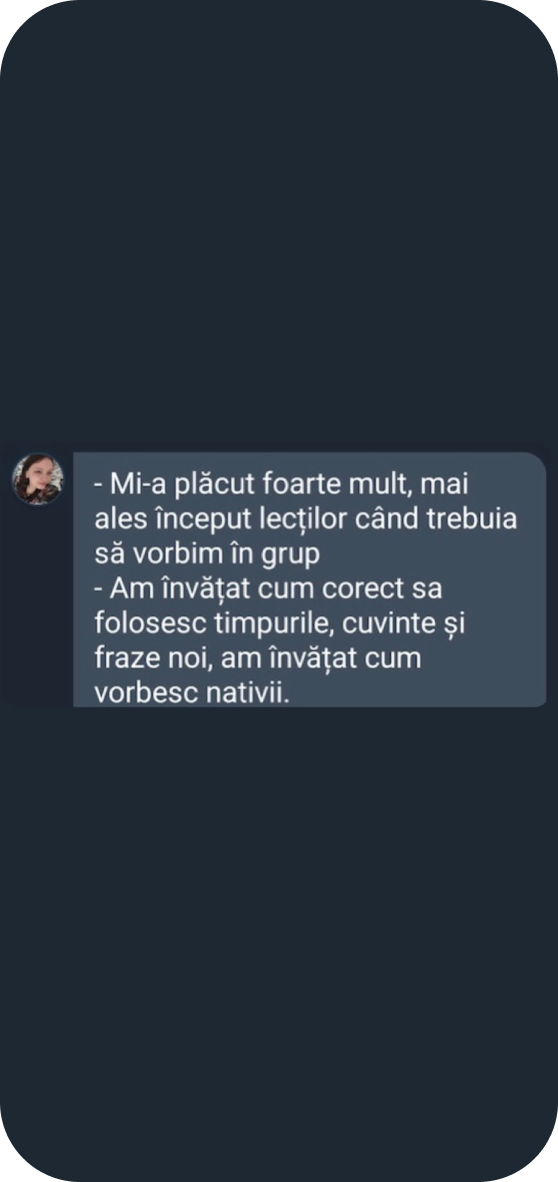 - Mi-a plăcut foarte mult, mai
ales început lecților când trebuia
să vorbim în grup
- Am învățat cum corect sa
folosesc timpurile, cuvinte și
fraze noi, am învățat cum
vorbesc nativii.